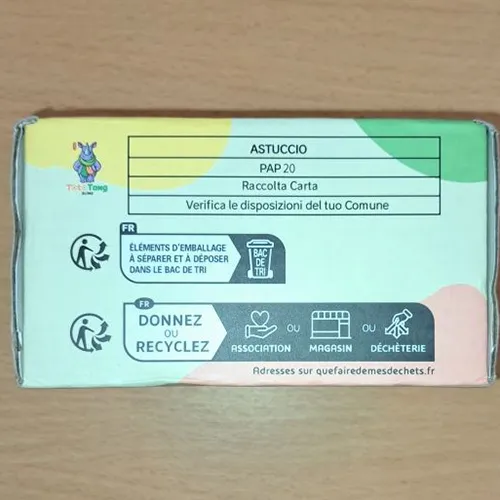 ASTUCCIO
PAP 20
Raccolta Carta
Verifica le disposizioni del tuo Comune
Tong
FR
ÉLÉMENTS D'EMBALLAGE
À SÉPARER ET À DÉPOSER
DANS LE BAC DE TRI
BAC
DE
TRI
FR
DONNEZ
OU
RECYCLEZ
ASSOCIATION
OU
MAGASIN
OU
DÉCHÈTERIE
Adresses sur quefairedemesdechets.fr